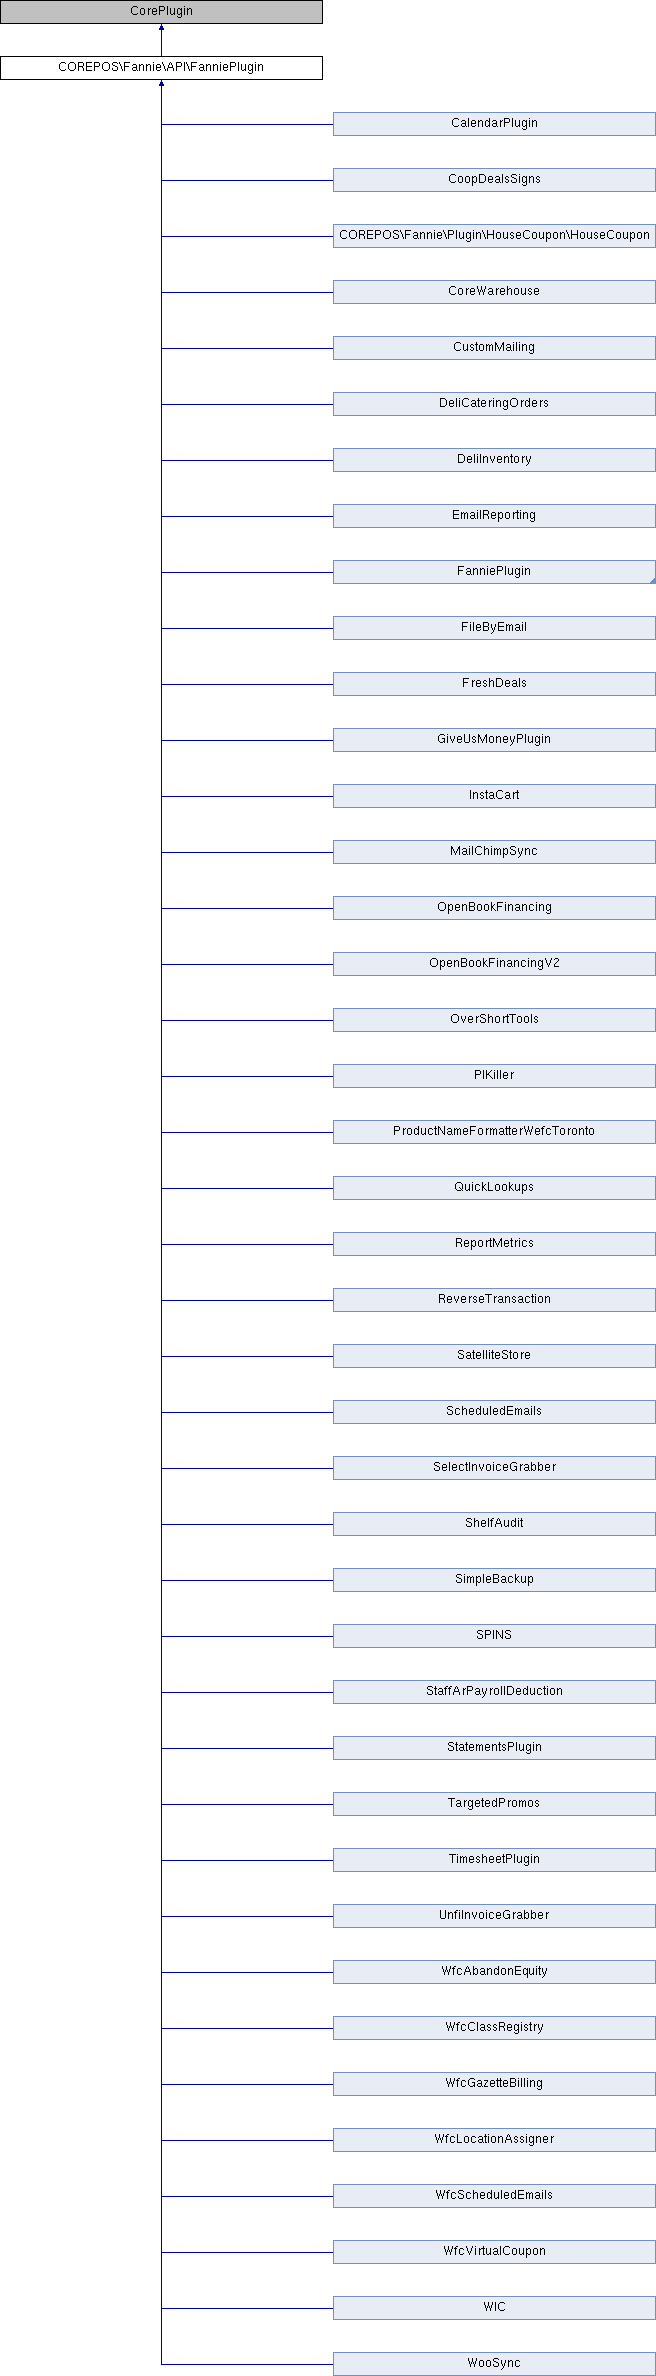 CorePlugin
COREPOS\Fannie\API\FanniePlugin
CalendarPlugin
CoopDealsSigns
COREPOS\Fannie\Plugin\HouseCoupon\HouseCoupon
CoreWarehouse
CustomMailing
DeliCateringOrders
DeliInventory
EmailReporting
FanniePlugin
FileByEmail
FreshDeals
GiveUsMoneyPlugin
InstaCart
MailChimpSync
OpenBookFinancing
OpenBookFinancingV2
OverShortTools
PIKiller
ProductNameFormatterWefcToronto
QuickLookups
ReportMetrics
ReverseTransaction
SatelliteStore
ScheduledEmails
SelectInvoiceGrabber
ShelfAudit
SimpleBackup
SPINS
StaffArPayrollDeduction
StatementsPlugin
TargetedPromos
TimesheetPlugin
UnfiInvoiceGrabber
WfcAbandonEquity
WfcClassRegistry
WfcGazetteBilling
WfcLocationAssigner
WfcScheduledEmails
WfcVirtualCoupon
WIC
WooSync